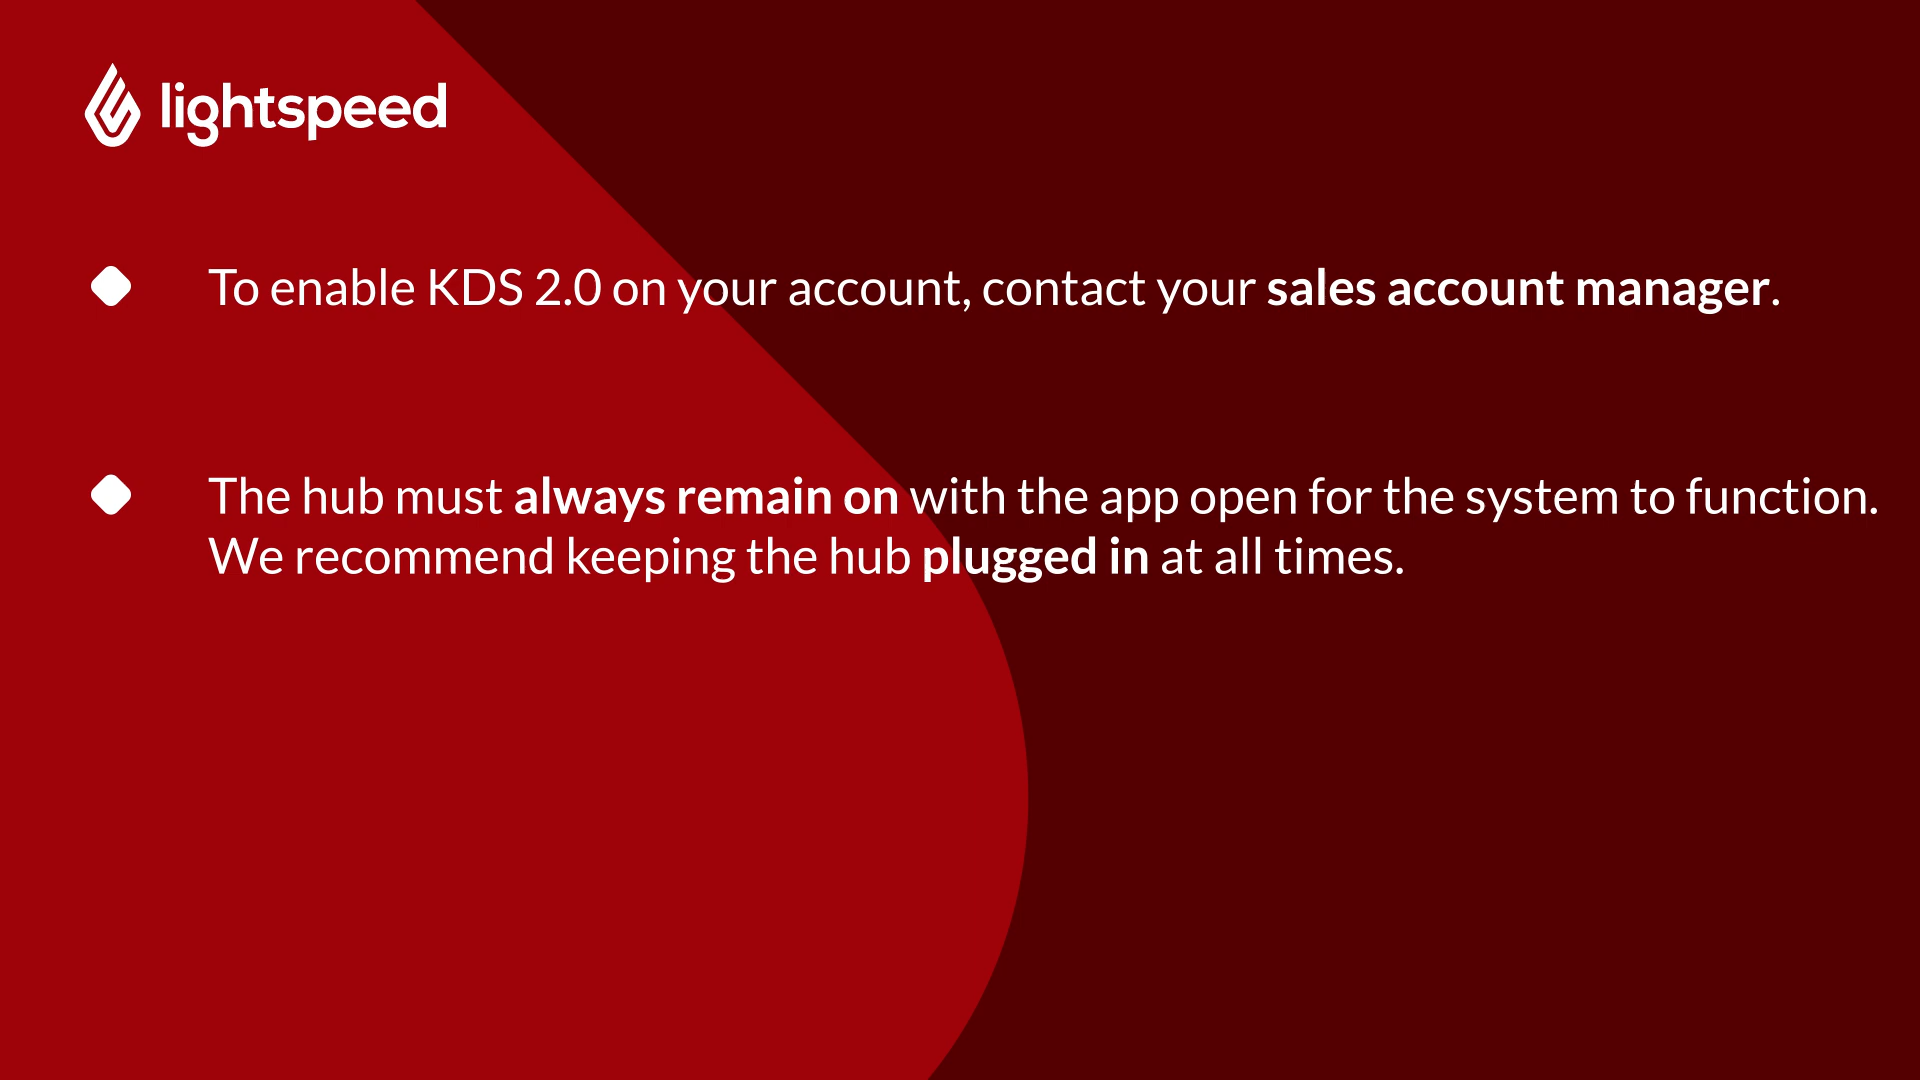 lightspeed
To enable KDS 2.0 on your account, contact your sales account manager.
The hub must always remain on with the app open for the system to function.
We recommend keeping the hub plugged in at all times.